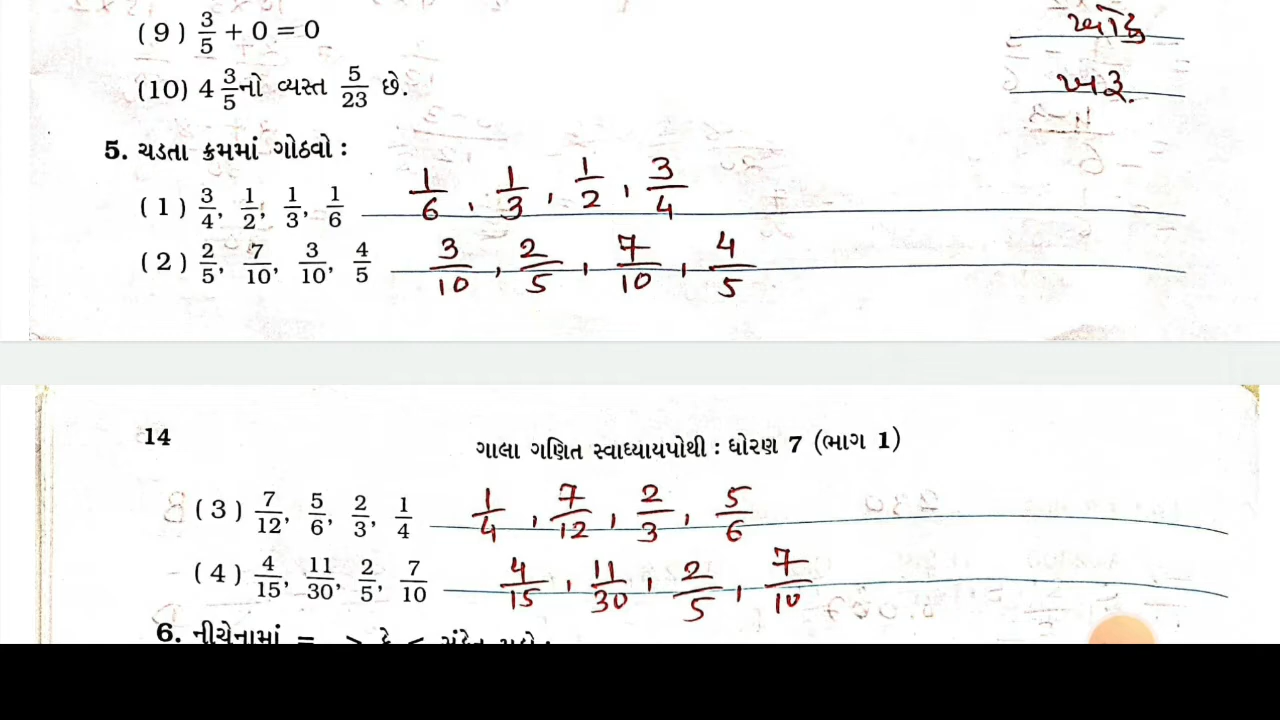 (9) 3/5 + 0 = 0 ખોટું
(10) 4 3/5નો વ્યસ્ત 5/23 છે. ખરૂં.
5. ચડતા ક્રમમાં ગોઠવો :
(1) 3/4, 1/2, 1/3, 1/6 1/6, 1/3, 1/2, 3/4
(2) 2/5, 7/10, 3/10, 4/5 3/10, 2/5, 7/10, 4/5
14 ગાલા ગણિત સ્વાધ્યાયપોથી : ધોરણ 7 (ભાગ 1)
(3) 7/12, 5/6, 2/3, 1/4 1/4, 7/12, 2/3, 5/6
(4) 4/15, 11/30, 2/5, 7/10 4/15, 11/30, 2/5, 7/10
6. નીચેનામાં =, > કે <